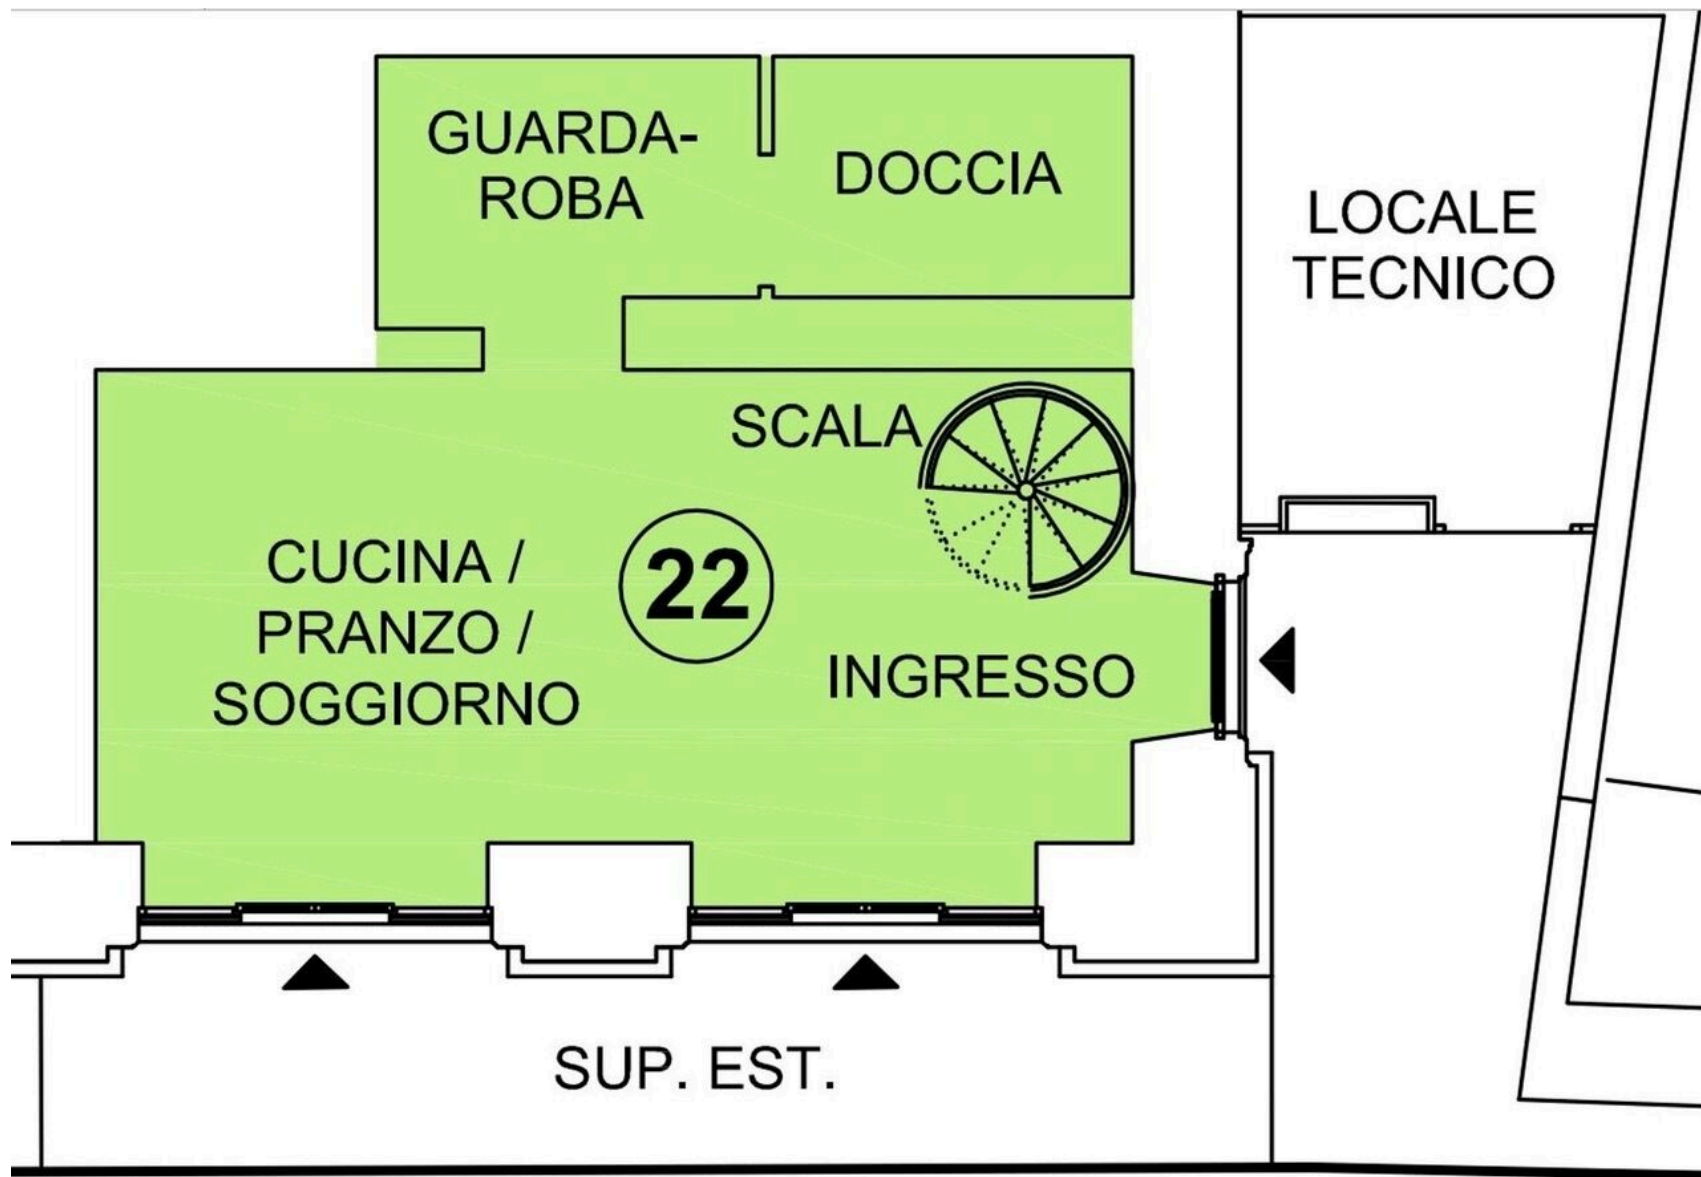 GUARDA-
ROBA
DOCCIA
LOCALE
TECNICO
SCALA
CUCINA /
PRANZO /
SOGGIORNO
22
INGRESSO
SUP. EST.